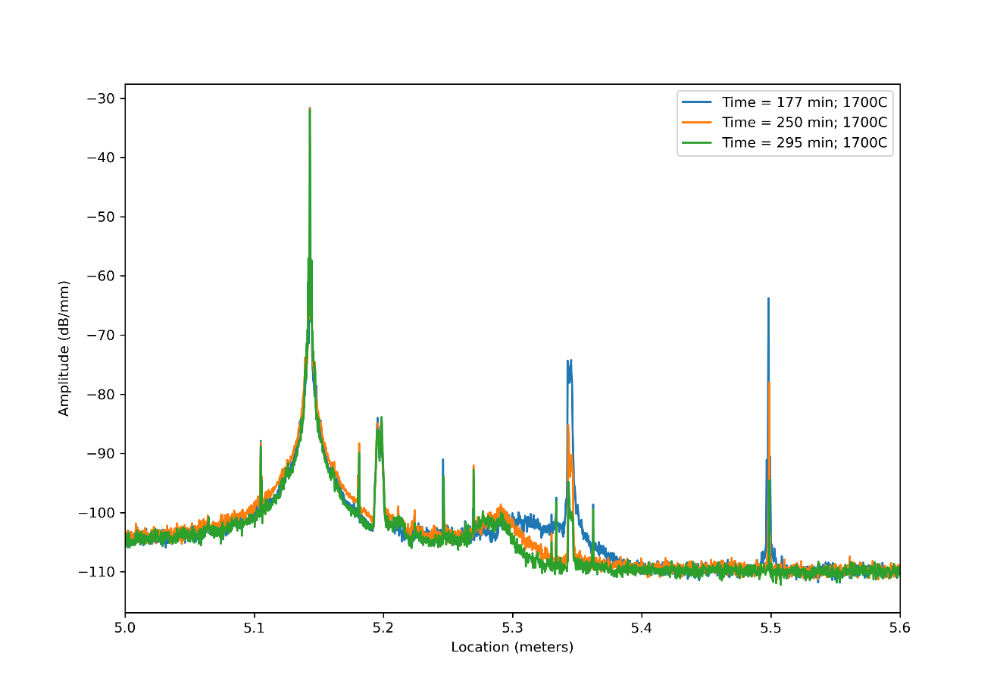 Time = 177 min; 1700C
Time = 250 min; 1700C
Time = 295 min; 1700C
−30
−40
−50
−60
−70
−80
−90
−100
−110
Amplitude (dB/mm)
5.0 5.1 5.2 5.3 5.4 5.5 5.6
Location (meters)